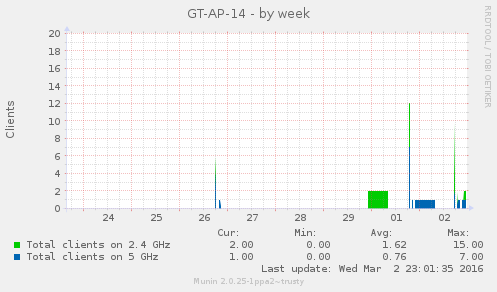 GT-AP-14 - by week
RRDTOOL / TOBI OETIKER
Clients
20
18
16
14
12
10
8
6
4
2
0
24 25 26 27 28 29 01 02
Cur: Min: Avg: Max:
Total clients on 2.4 GHz 2.00 0.00 1.62 15.00
Total clients on 5 GHz 1.00 0.00 0.76 7.00
Last update: Wed Mar 2 23:01:35 2016
Munin 2.0.25-1ppa2~trusty